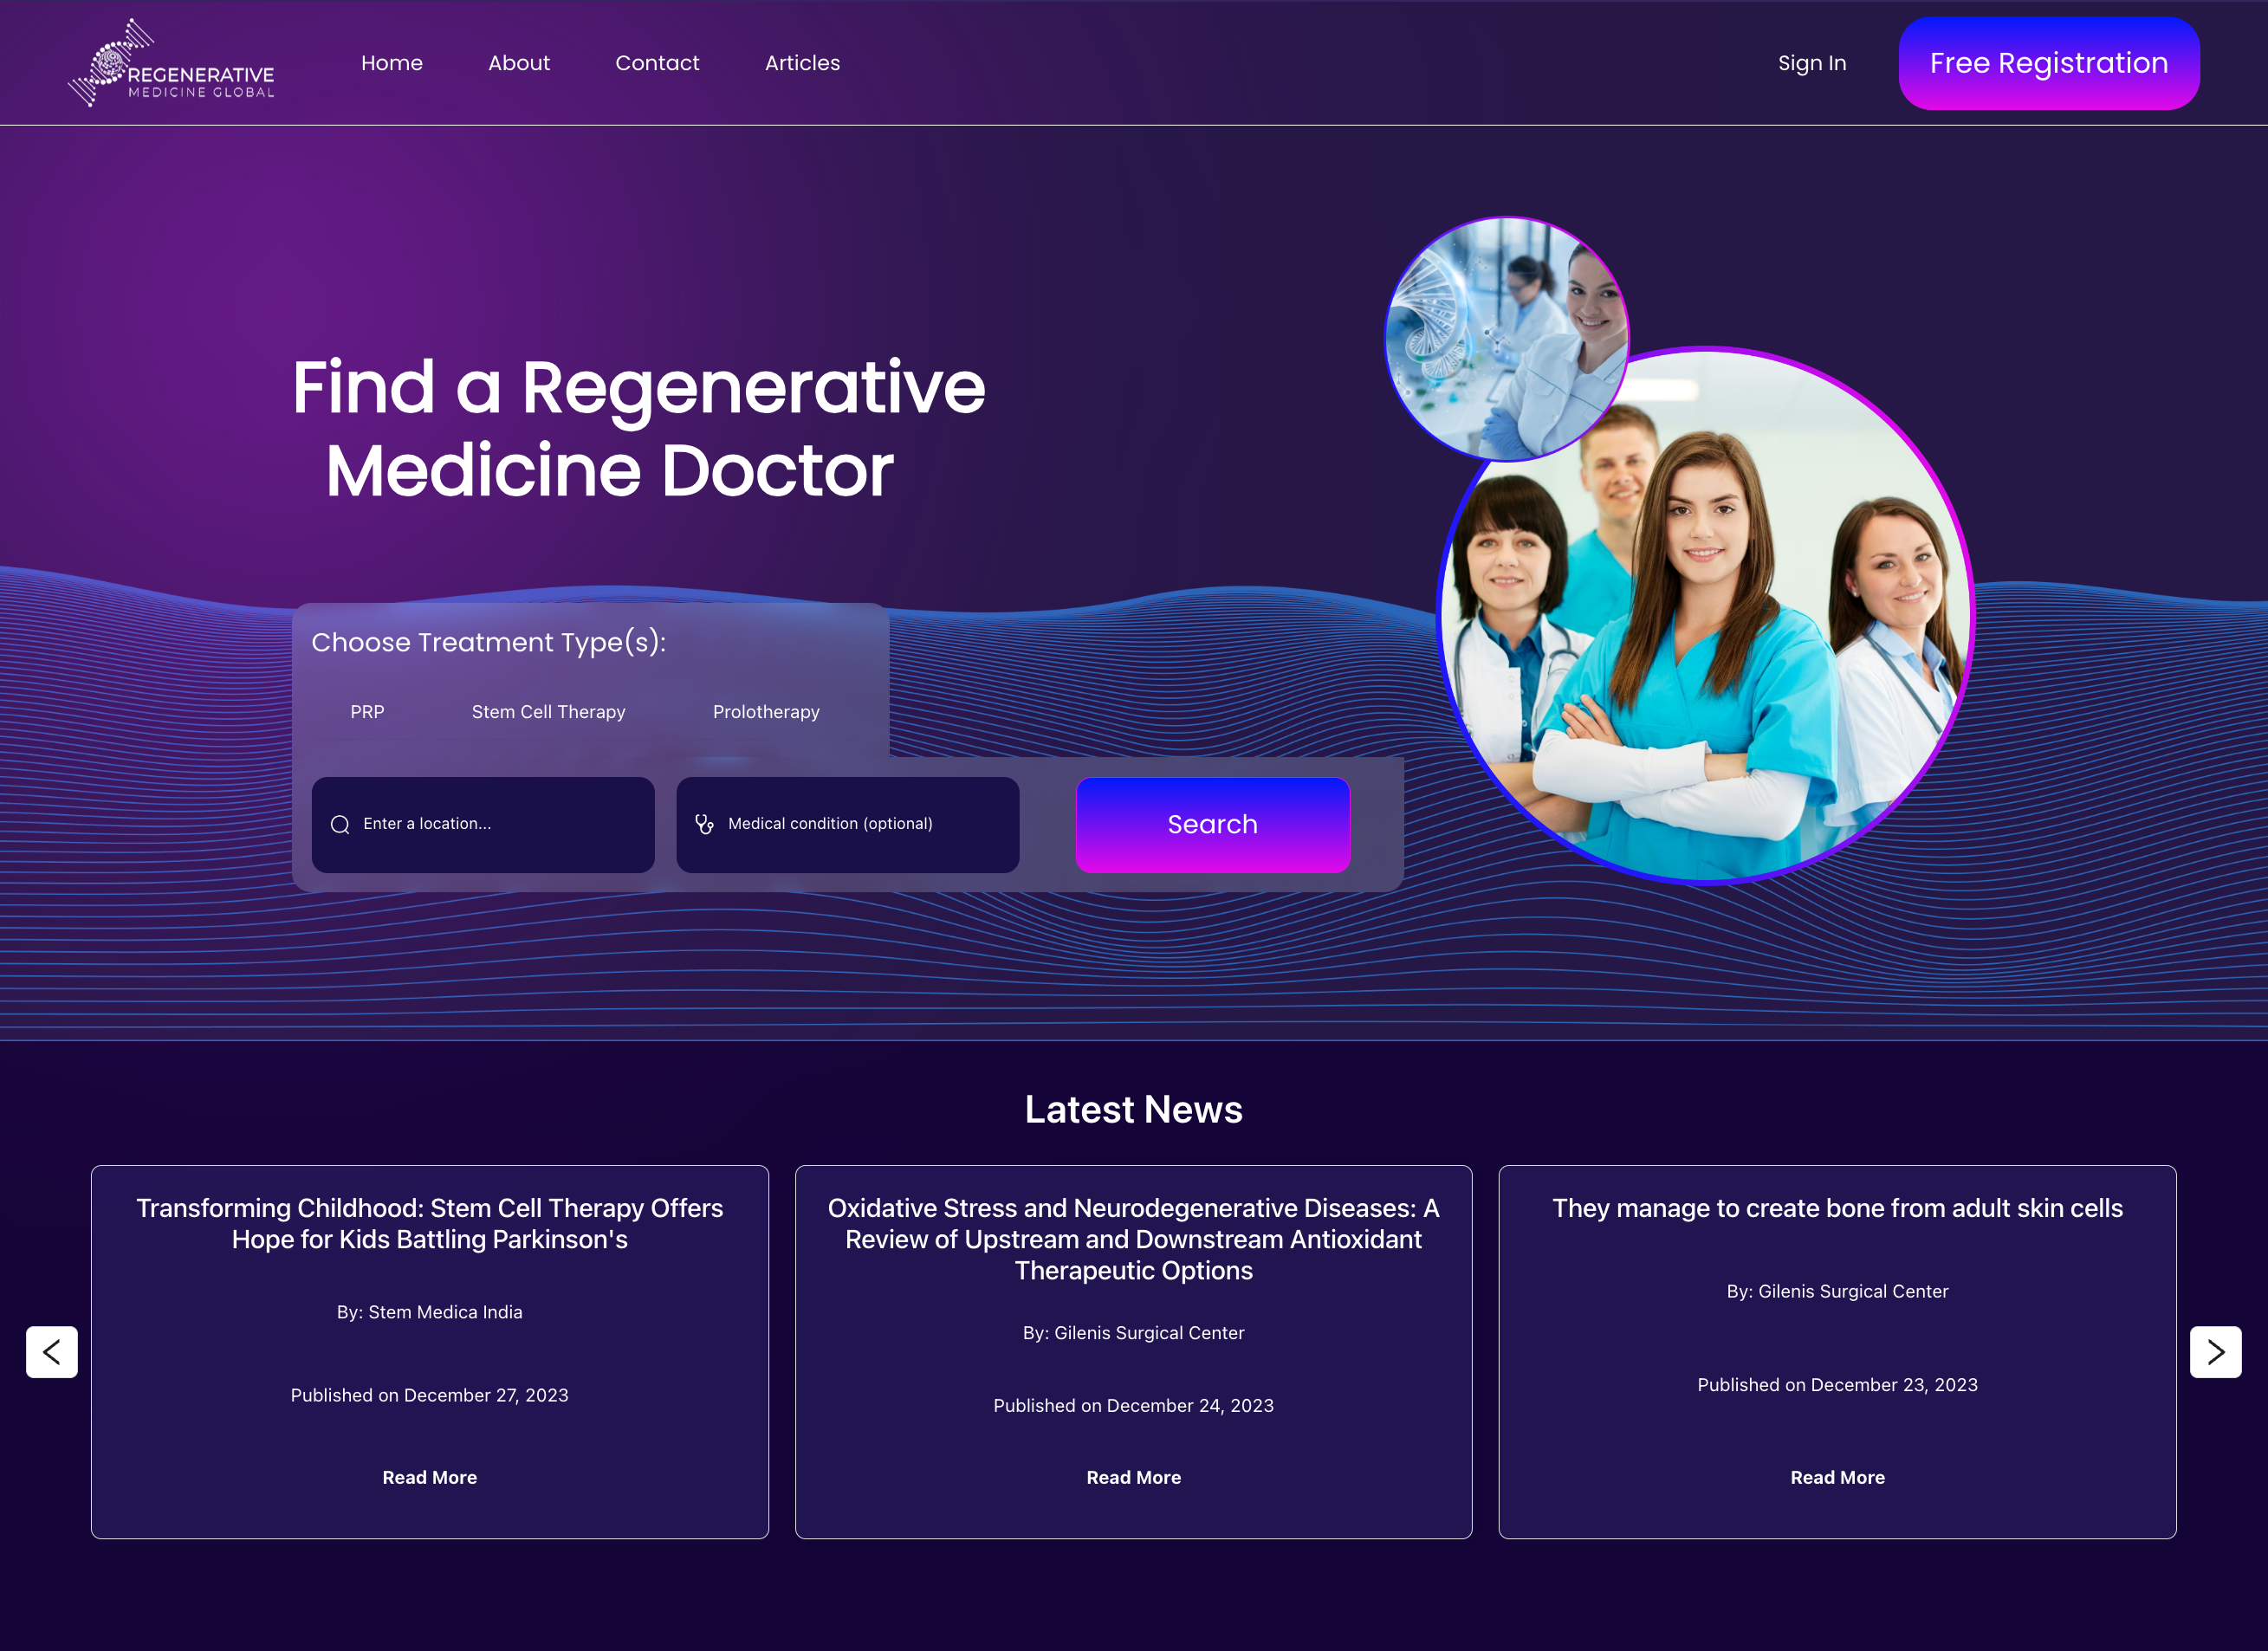 REGENERATIVE
MEDICINE GLOBAL
Home
About
Contact
Articles
Sign In
Free Registration
Find a Regenerative
Medicine Doctor
Choose Treatment Type(s):
PRP
Stem Cell Therapy
Prolotherapy
Enter a location...
Medical condition (optional)
Search
Latest News
Transforming Childhood: Stem Cell Therapy Offers
Hope for Kids Battling Parkinson's
By: Stem Medica India
Published on December 27, 2023
Read More
Oxidative Stress and Neurodegenerative Diseases: A
Review of Upstream and Downstream Antioxidant
Therapeutic Options
By: Gilenis Surgical Center
Published on December 24, 2023
Read More
They manage to create bone from adult skin cells
By: Gilenis Surgical Center
Published on December 23, 2023
Read More